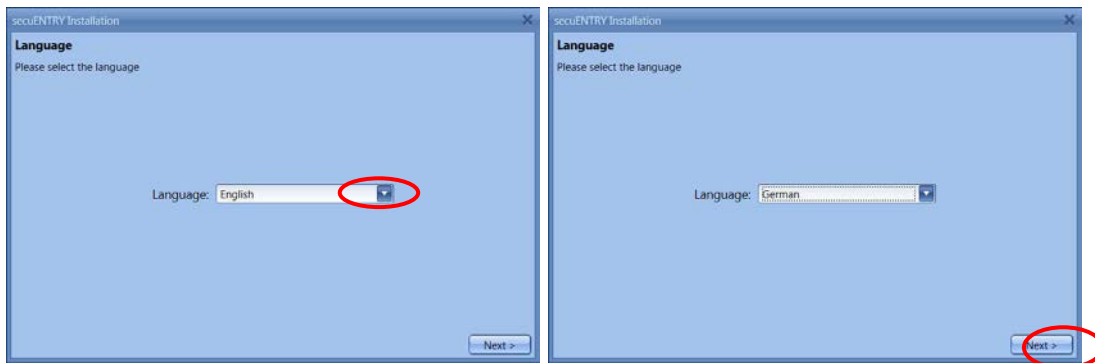 secuENTRY Installation
Language
Please select the language
Language: English
Next >
secuENTRY Installation
Language
Please select the language
Language: German
Next >